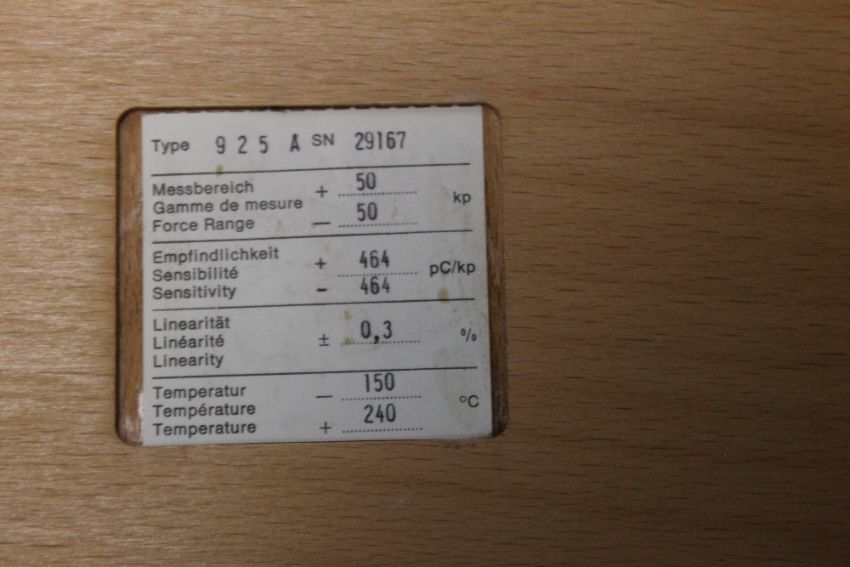 Type 9 2 5 A SN 29167
Messbereich + 50
Gamme de mesure kp
Force Range — 50
Empfindlichkeit + 464
Sensibilité pC/kp
Sensitivity - 464
Linearität
Linéarité ± 0,3 %
Linearity
Temperatur — 150
Température °C
Temperature + 240